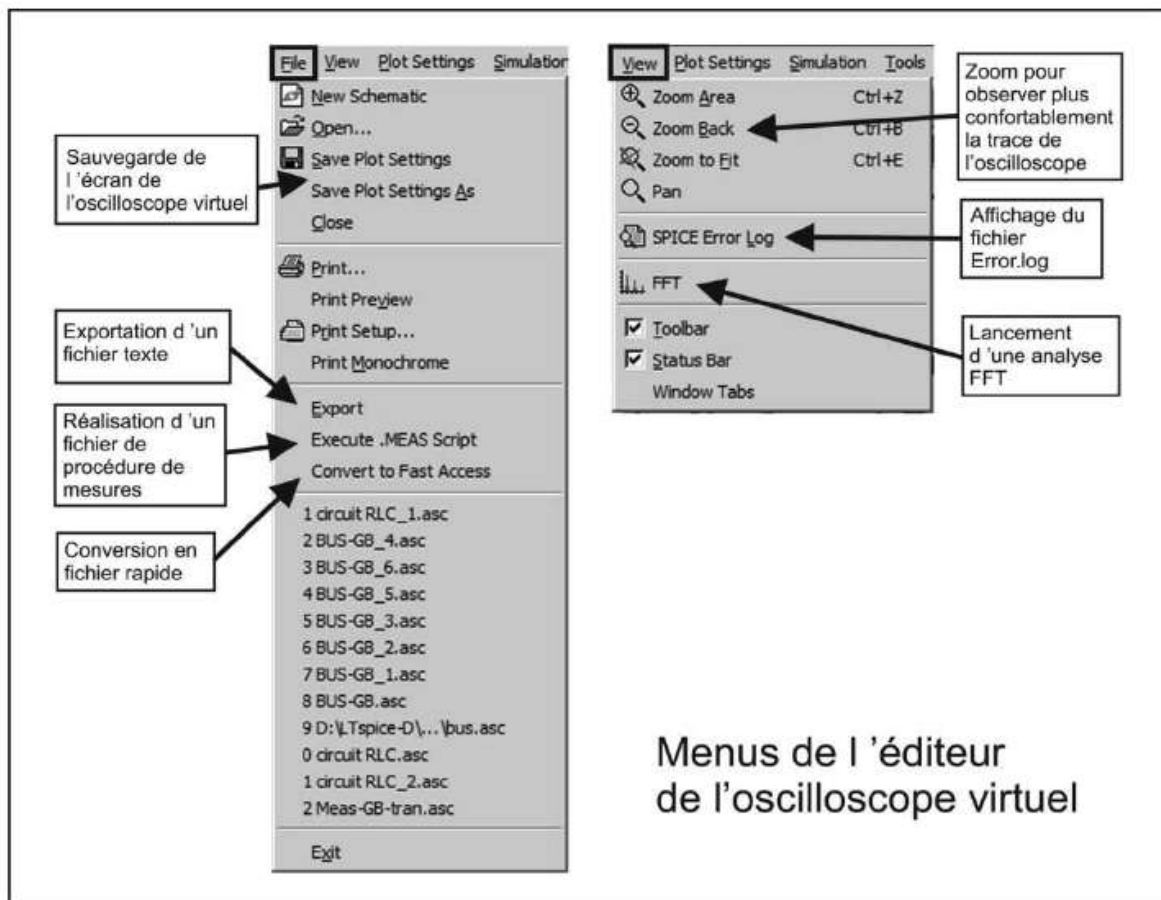 File View Plot Settings Simulation
New Schematic
Open...
Save Plot Settings
Save Plot Settings As
Close
Print...
Print Preview
Print Setup...
Print Monochrome
Export
Execute .MEAS Script
Convert to Fast Access
1 circuit RLC_1.asc
2 BUS-GB_4.asc
3 BUS-GB_6.asc
4 BUS-GB_5.asc
5 BUS-GB_3.asc
6 BUS-GB_2.asc
7 BUS-GB_1.asc
8 BUS-GB.asc
9 D:\LTspice-D\...\bus.asc
0 circuit RLC.asc
1 circuit RLC_2.asc
2 Meas-GB-tran.asc
Exit
Sauvegarde de
l 'écran de
l'oscilloscope virtuel
Exportation d 'un
fichier texte
Réalisation d 'un
fichier de
procédure de
mesures
Conversion en
fichier rapide
View Plot Settings Simulation Tools
Zoom Area Ctrl+Z
Zoom Back Ctrl+B
Zoom to Fit Ctrl+E
Pan
SPICE Error Log
FFT
Toolbar
Status Bar
Window Tabs
Zoom pour
observer plus
confortablement
la trace de
l'oscilloscope
Affichage du
fichier
Error.log
Lancement
d 'une analyse
FFT
Menus de l 'éditeur
de l'oscilloscope virtuel